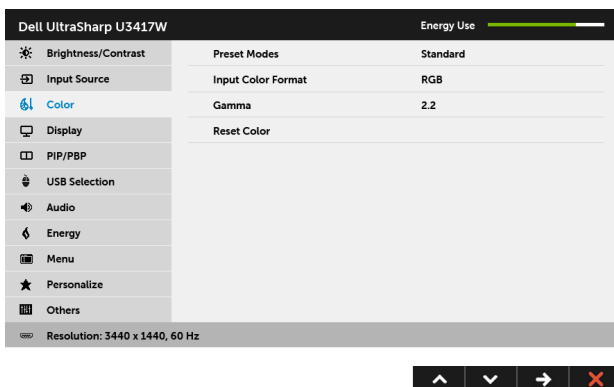 Dell UltraSharp U3417W Energy Use
Brightness/Contrast Preset Modes Standard
Input Source Input Color Format RGB
Color Gamma 2.2
Display Reset Color
PIP/PBP
USB Selection
Audio
Energy
Menu
Personalize
Others
Resolution: 3440 x 1440, 60 Hz